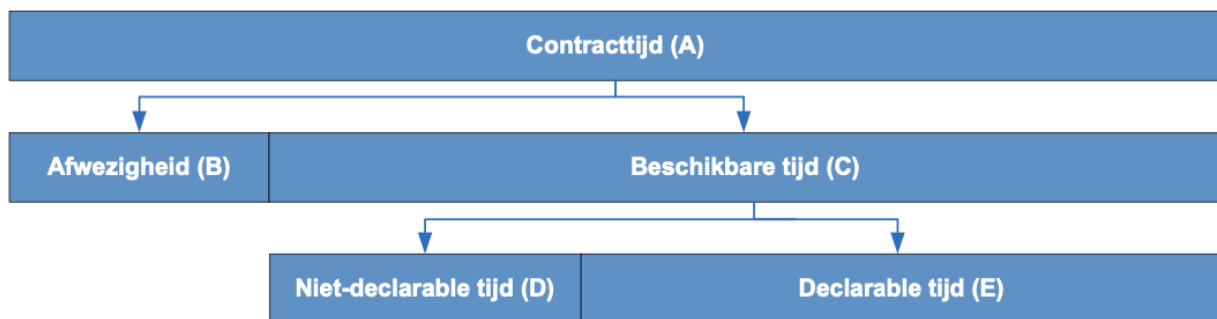 Contracttijd (A)
Afwezigheid (B)
Beschikbare tijd (C)
Niet-declarable tijd (D)
Declarable tijd (E)